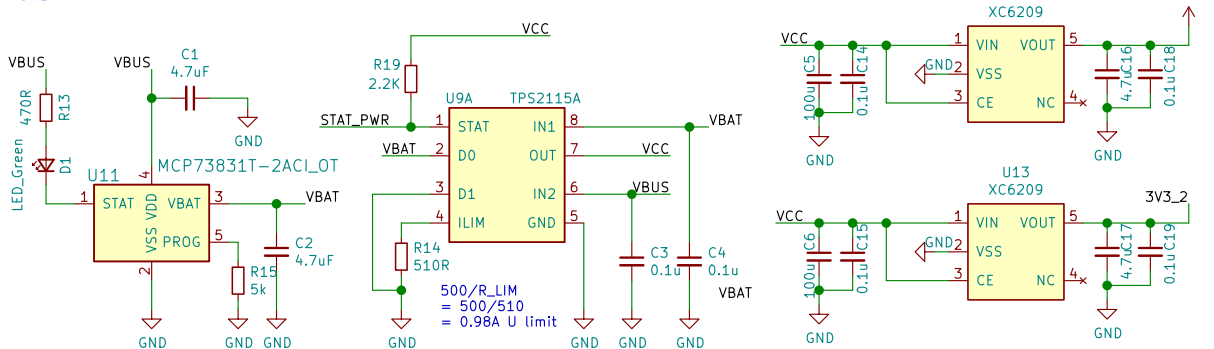 VBUS
470R
R13
LED_Green
D1
VBUS
C1
4.7uF
GND
MCP73831T-2ACI_OT
U11
1
STAT
4
VDD
VBAT
3
VBAT
VSS
PROG
5
2
R15
5k
C2
4.7uF
GND
GND
GND
VCC
R19
2.2K
U9A
TPS2115A
STAT_PWR
1
STAT
IN1
8
VBAT
VBAT
2
D0
OUT
7
VCC
3
D1
IN2
6
VBUS
4
ILIM
GND
5
R14
510R
C3
0.1u
C4
0.1u
500/R_LIM
= 500/510
= 0.98A U limit
VBAT
GND
GND
GND
GND
XC6209
VCC
1
VIN
VOUT
5
GND
2
VSS
3
CE
NC
4
C5
100u
C14
0.1u
C16
4.7u
C18
0.1u
GND
GND
U13
XC6209
VCC
1
VIN
VOUT
5
3V3_2
GND
2
VSS
3
CE
NC
4
C6
100u
C15
0.1u
C17
4.7u
C19
0.1u
GND
GND